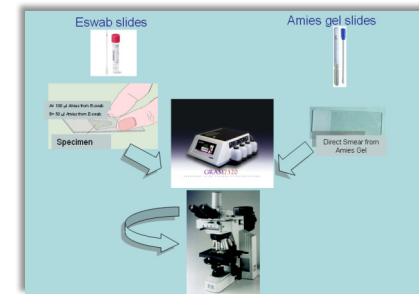 Eswab slides
Amies gel slides
A= 100 µl Amies from Eswab
B= 50 µl Amies from Eswab
Specimen
Direct Smear from
Amies Gel